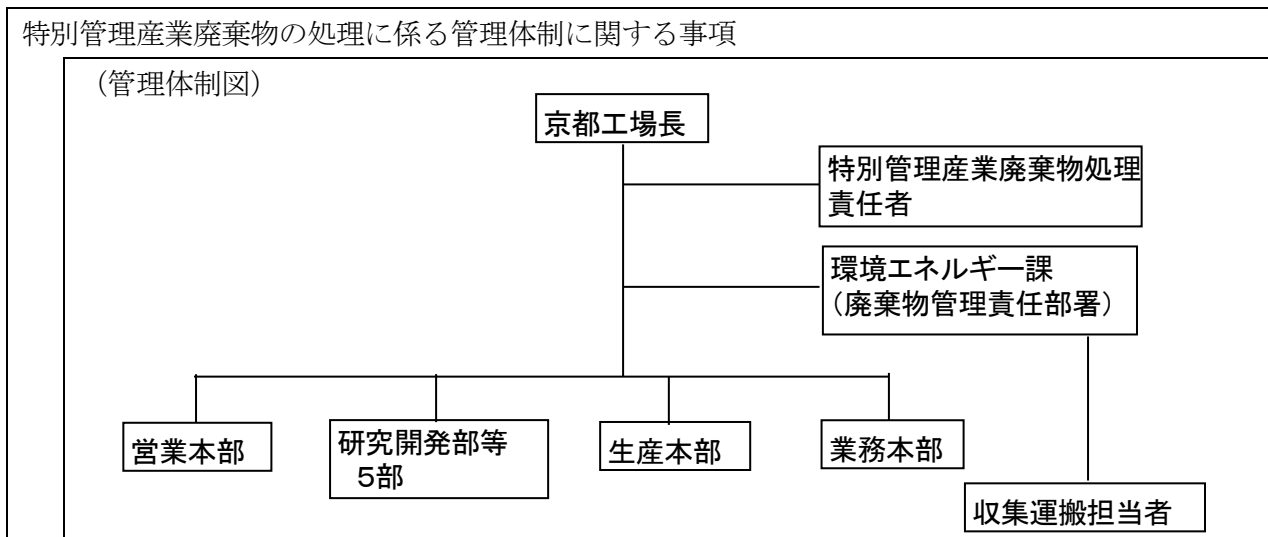 特別管理産業廃棄物の処理に係る管理体制に関する事項
(管理体制図)
京都工場長
特別管理産業廃棄物処理
責任者
環境エネルギー課
(廃棄物管理責任部署)
営業本部
研究開発部等
5部
生産本部
業務本部
収集運搬担当者